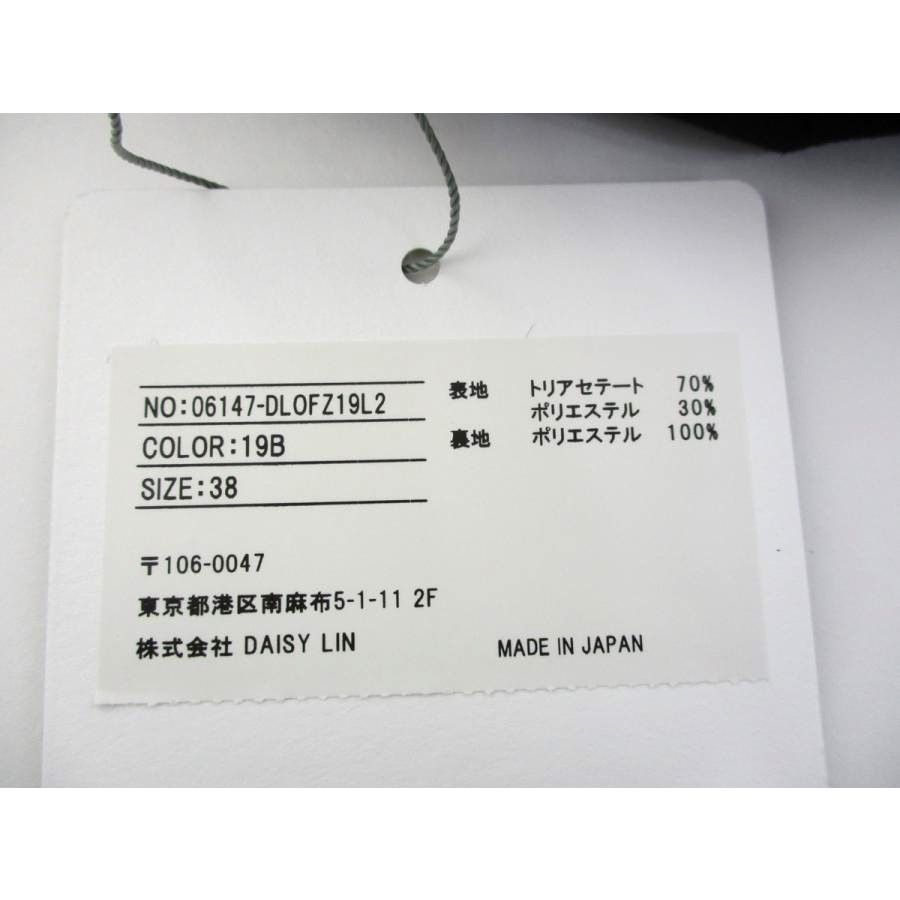 NO:06147-DLOFZ19L2
COLOR:19B
SIZE:38
表地 トリアセテート 70%
ポリエステル 30%
裏地 ポリエステル 100%
〒106-0047
東京都港区南麻布5-1-11 2F
株式会社 DAISY LIN
MADE IN JAPAN